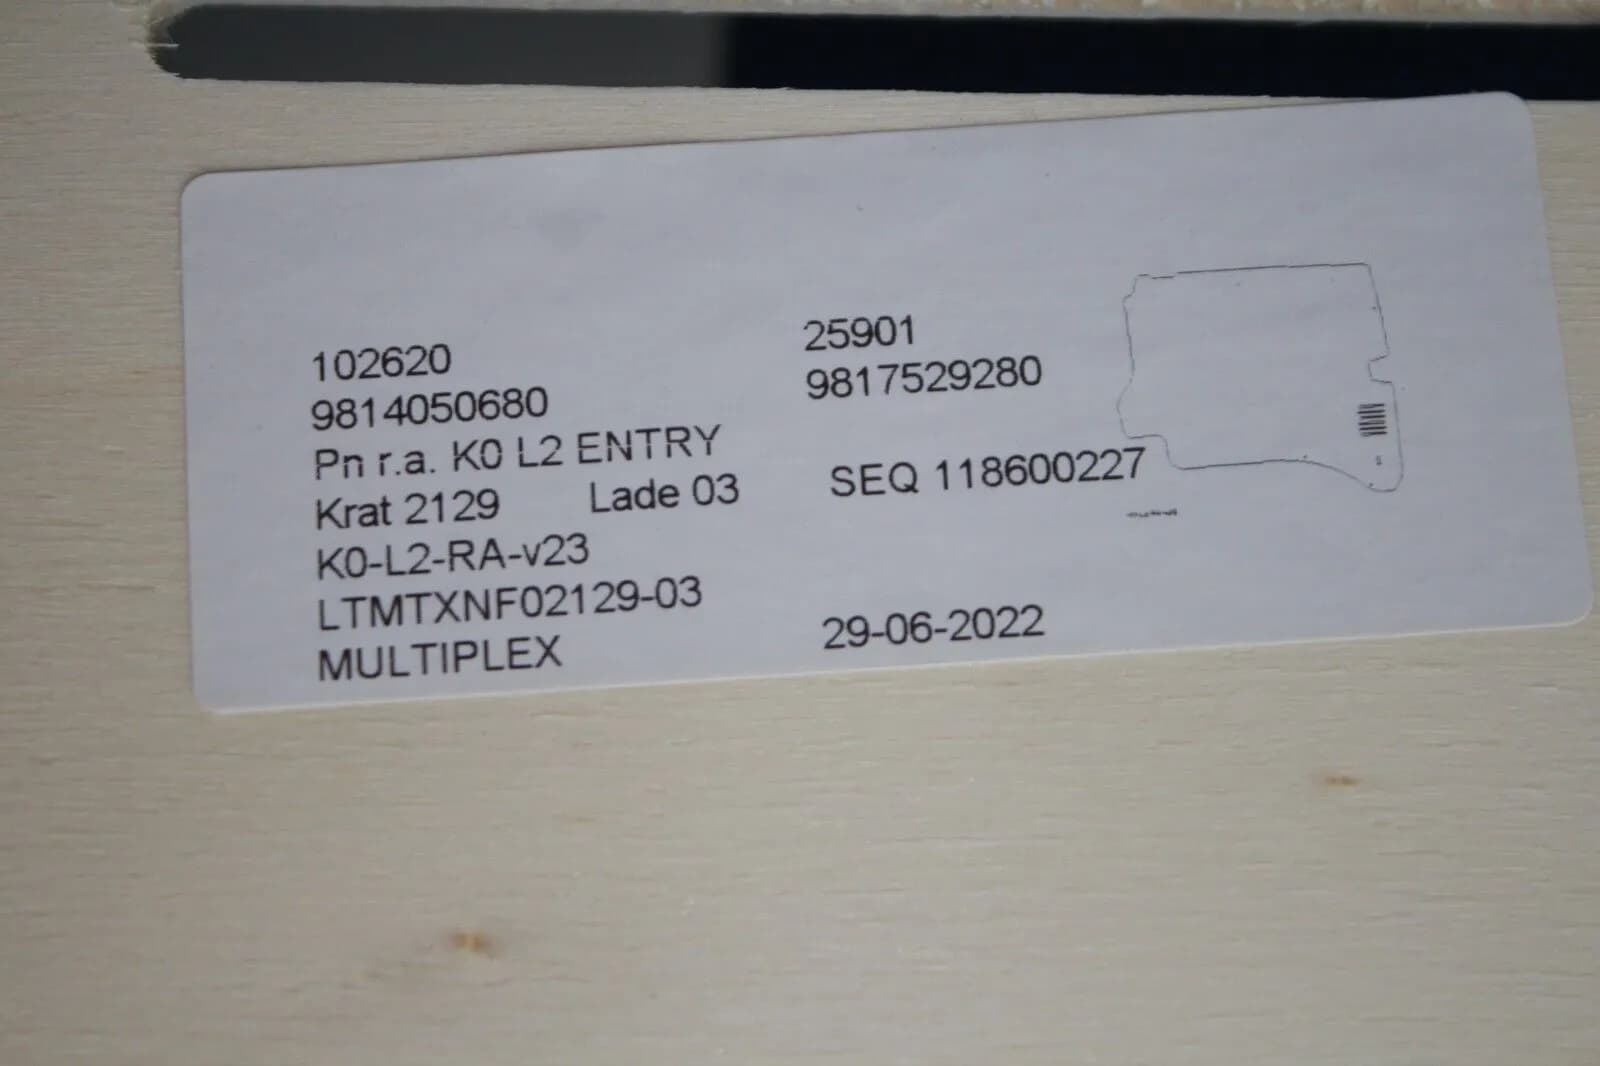 102620 25901
9814050680 9817529280
Pn r.a. K0 L2 ENTRY
Krat 2129 Lade 03 SEQ 118600227
K0-L2-RA-v23
LTMTXNF02129-03
MULTIPLEX 29-06-2022